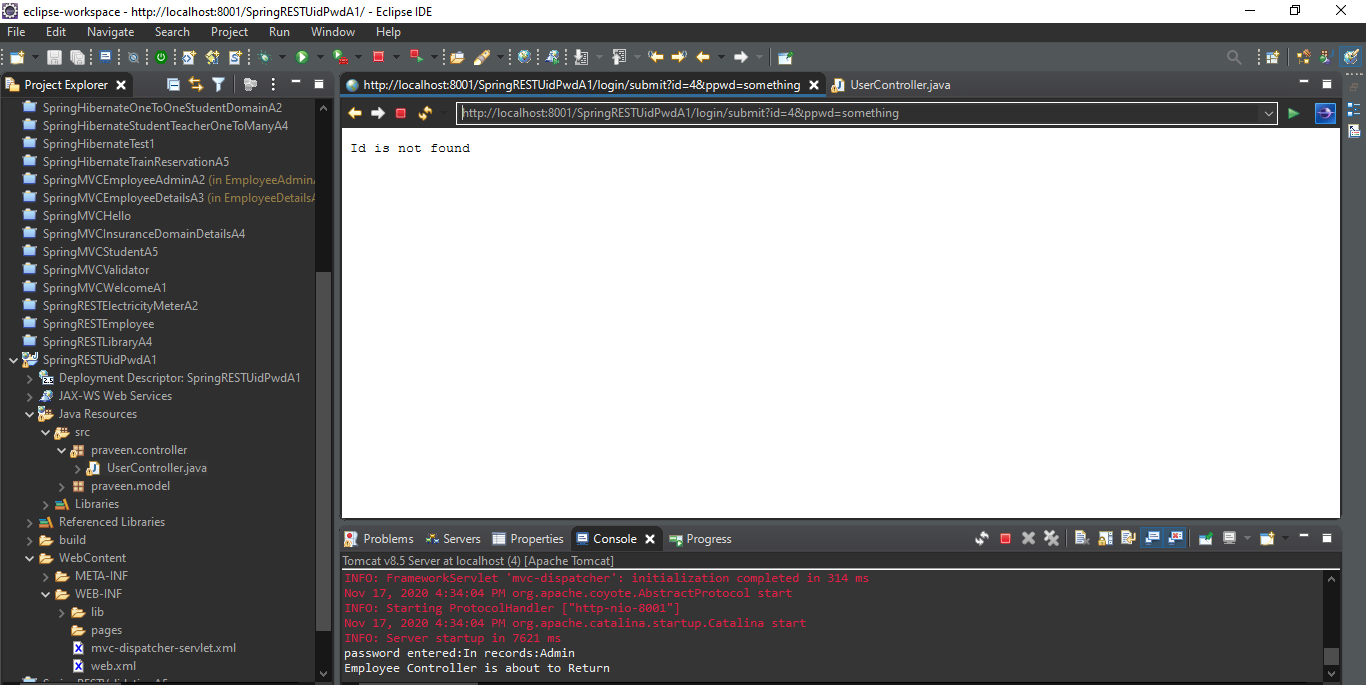 eclipse-workspace - http://localhost:8001/SpringRESTUidPwdA1/ - Eclipse IDE
File Edit Navigate Search Project Run Window Help
Project Explorer
SpringHibernateOneToOneStudentDomainA2
SpringHibernateStudentTeacherOneToManyA4
SpringHibernateTest1
SpringHibernateTrainReservationA5
SpringMVCEmployeeAdminA2 (in EmployeeAdmin
SpringMVCEmployeeDetailsA3 (in EmployeeDetails
SpringMVCHello
SpringMVCInsuranceDomainDetailsA4
SpringMVCStudentA5
SpringMVCValidator
SpringMVCWelcomeA1
SpringRESTElectricityMeterA2
SpringRESTEmployee
SpringRESTLibraryA4
SpringRESTUidPwdA1
Deployment Descriptor: SpringRESTUidPwdA1
JAX-WS Web Services
Java Resources
src
praveen.controller
UserController.java
praveen.model
Libraries
Referenced Libraries
build
WebContent
META-INF
WEB-INF
lib
pages
mvc-dispatcher-servlet.xml
web.xml
http://localhost:8001/SpringRESTUidPwdA1/login/submit?id=4&ppwd=something UserController.java
http://localhost:8001/SpringRESTUidPwdA1/login/submit?id=4&ppwd=something
Id is not found
Problems Servers Properties Console Progress
Tomcat v8.5 Server at localhost (4) [Apache Tomcat]
INFO: FrameworkServlet 'mvc-dispatcher': initialization completed in 314 ms
Nov 17, 2020 4:34:04 PM org.apache.coyote.AbstractProtocol start
INFO: Starting ProtocolHandler ["http-nio-8001"]
Nov 17, 2020 4:34:04 PM org.apache.catalina.startup.Catalina start
INFO: Server startup in 7621 ms
password entered:In records:Admin
Employee Controller is about to Return